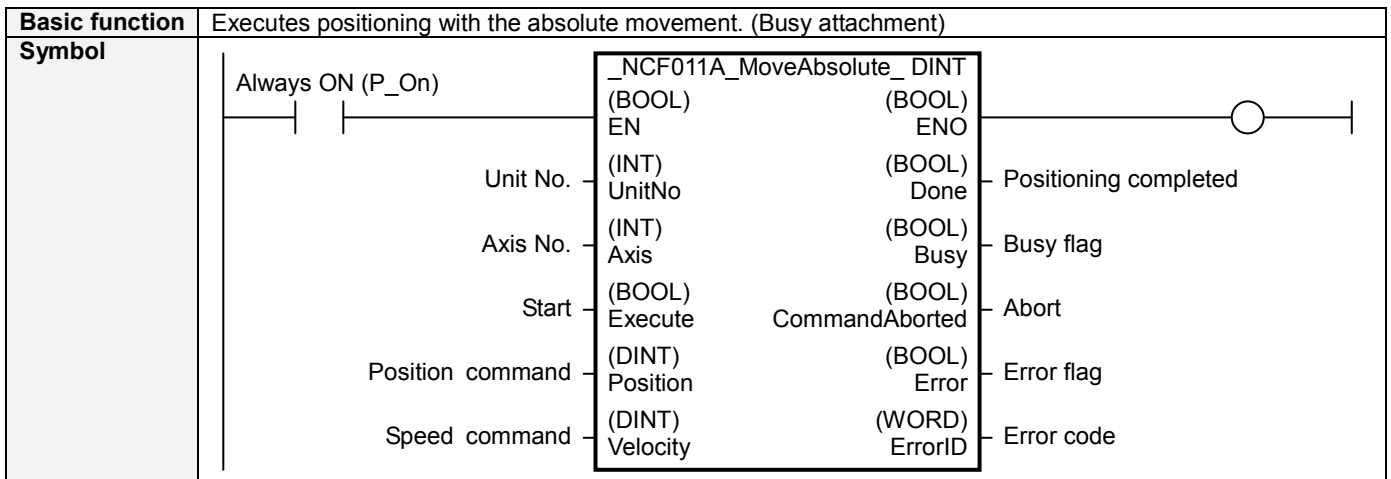 Basic function Executes positioning with the absolute movement. (Busy attachment)
Symbol
Always ON (P_On)
_NCF011A_MoveAbsolute_ DINT
(BOOL) (BOOL)
EN ENO
Unit No. (INT) (BOOL) Positioning completed
UnitNo Done
Axis No. (INT) (BOOL) Busy flag
Axis Busy
Start (BOOL) (BOOL) Abort
Execute CommandAborted
Position command (DINT) (BOOL) Error flag
Position Error
Speed command (DINT) (WORD) Error code
Velocity ErrorID